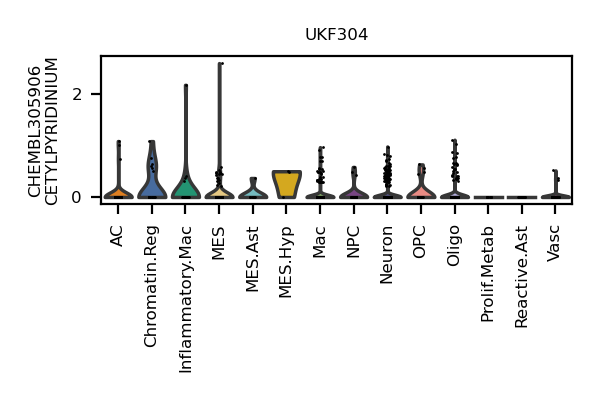 UKF304
CHEMBL305906
CETYLPYRIDINIUM
2
0
AC
Chromatin.Reg
Inflammatory.Mac
MES
MES.Ast
MES.Hyp
Mac
NPC
Neuron
OPC
Oligo
Prolif.Metab
Reactive.Ast
Vasc